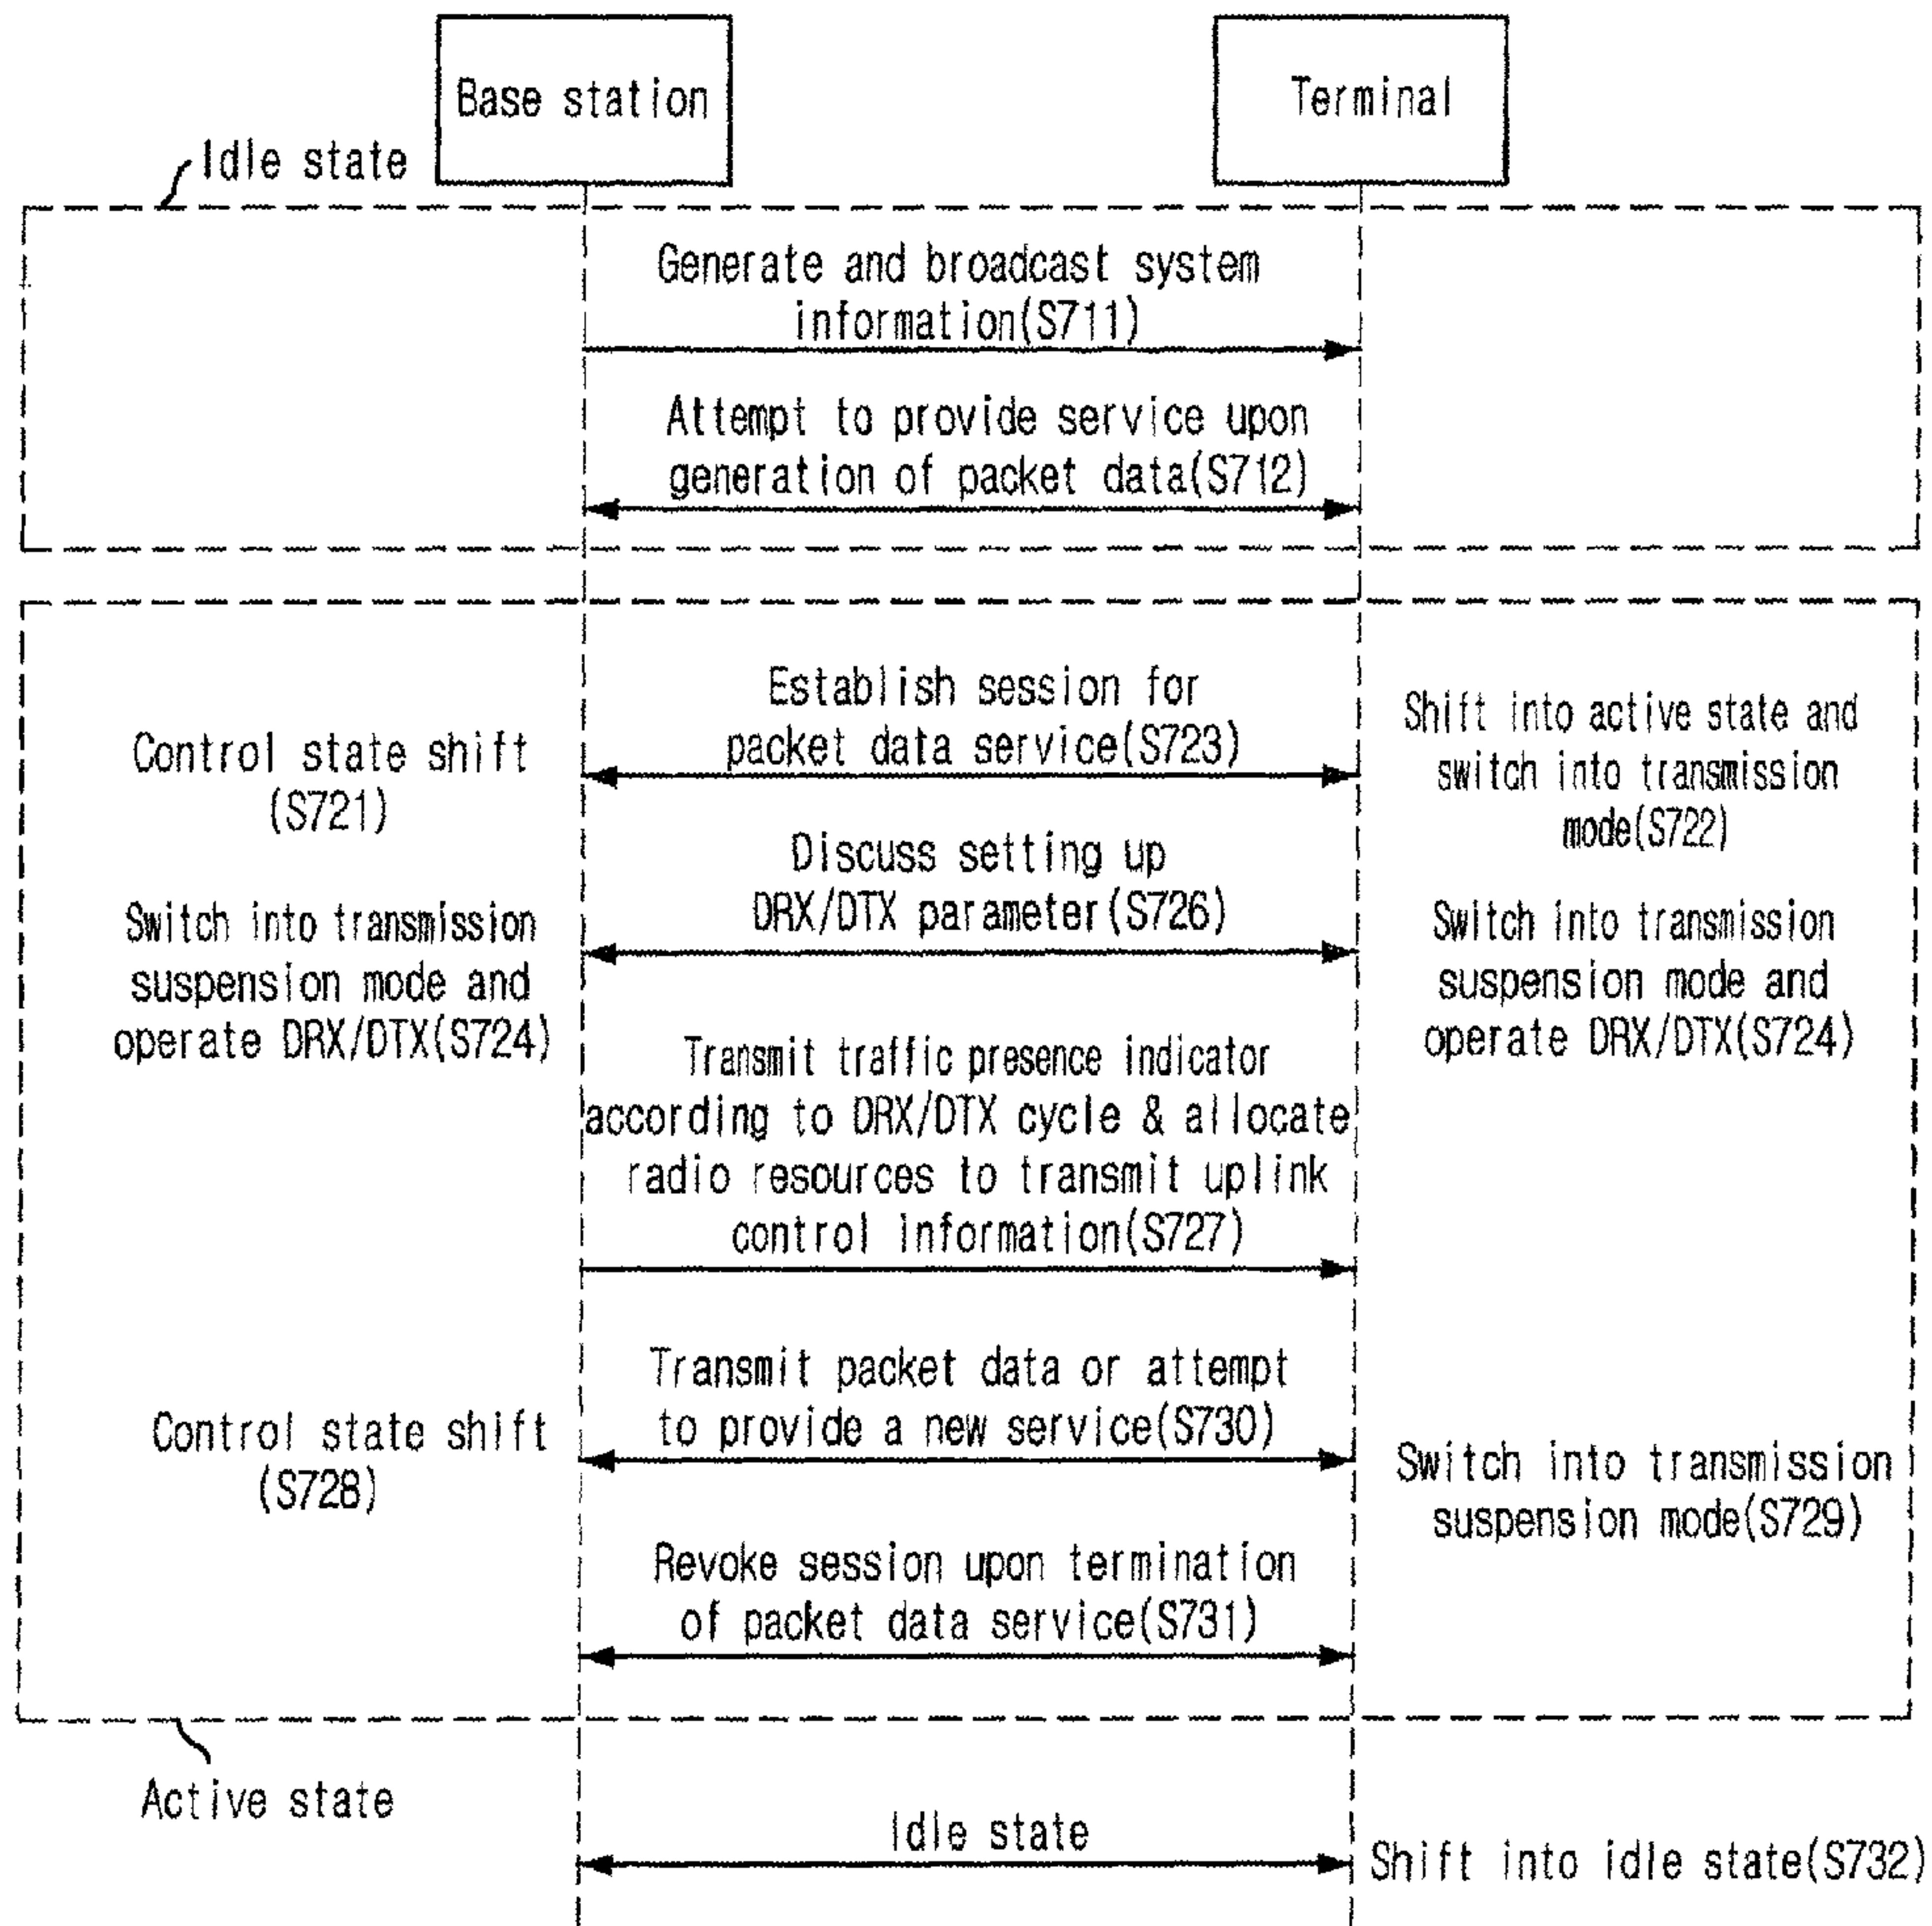 Base station
Terminal
Idle state
Generate and broadcast system
information(S711)
Attempt to provide service upon
generation of packet data(S712)
Establish session for
packet data service(S723)
Control state shift
(S721)
Shift into active state and
switch into transmission
mode(S722)
Discuss setting up
DRX/DTX parameter(S726)
Switch into transmission
suspension mode and
operate DRX/DTX(S724)
Switch into transmission
suspension mode and
operate DRX/DTX(S724)
Transmit traffic presence indicator
according to DRX/DTX cycle & allocate
radio resources to transmit uplink
control information(S727)
Transmit packet data or attempt
to provide a new service(S730)
Control state shift
(S728)
Switch into transmission
suspension mode(S729)
Revoke session upon termination
of packet data service(S731)
Active state
Idle state
Shift into idle state(S732)